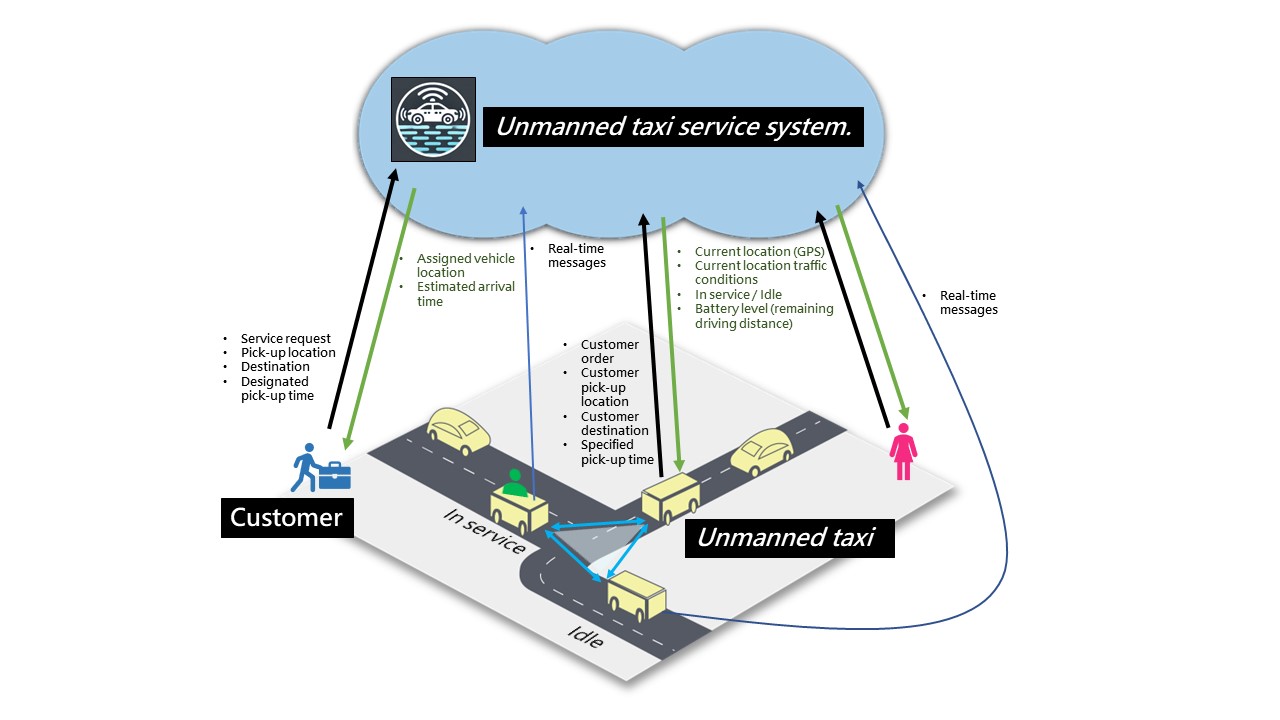 Unmanned taxi service system.
• Assigned vehicle
location
• Estimated arrival
time
• Real-time
messages
• Current location (GPS)
• Current location traffic
conditions
• In service / Idle
• Battery level (remaining
driving distance)
• Real-time
messages
• Service request
• Pick-up location
• Destination
• Designated
pick-up time
• Customer
order
• Customer
pick-up
location
• Customer
destination
• Specified
pick-up time
Customer
In service
Unmanned taxi
Idle